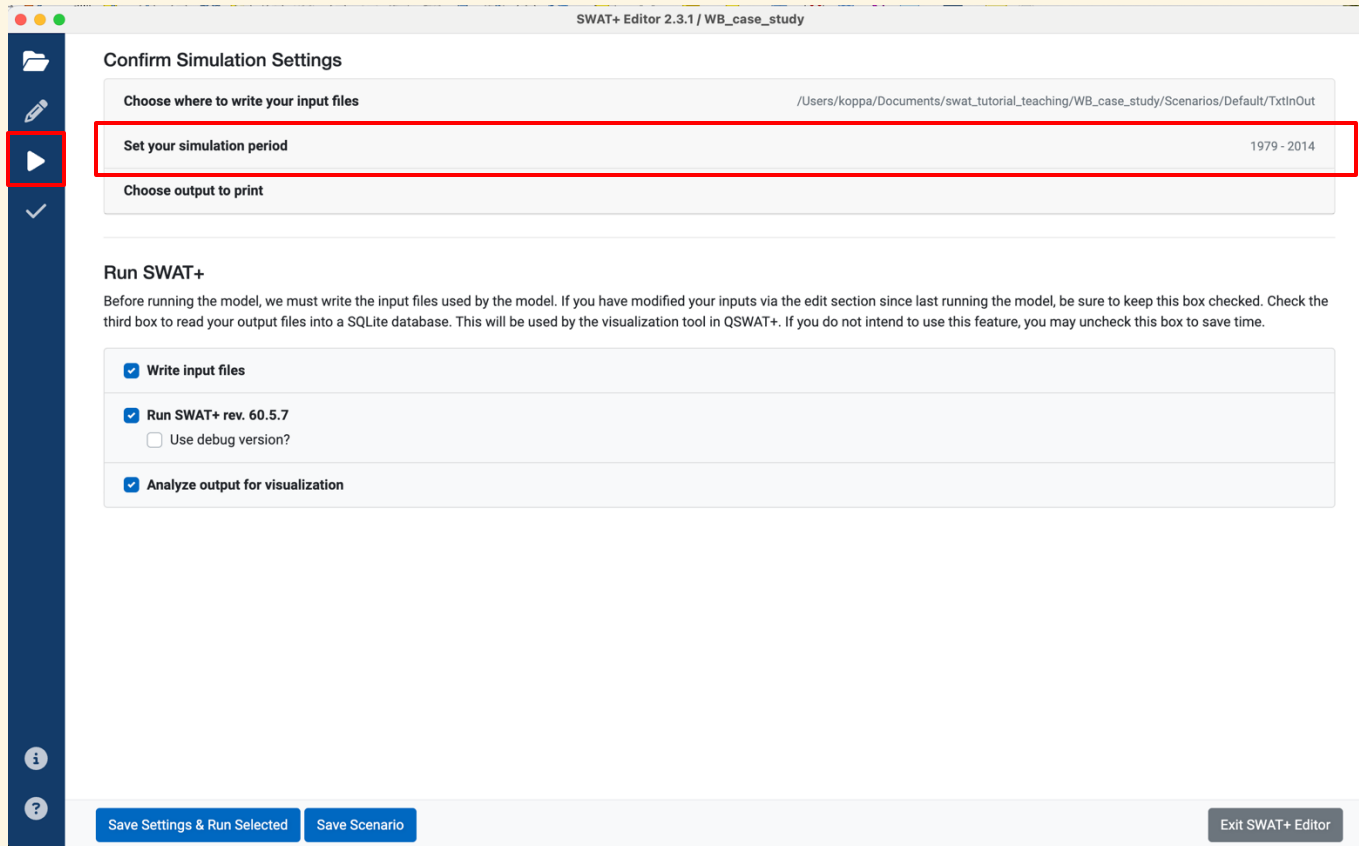 SWAT+ Editor 2.3.1 / WB_case_study
Confirm Simulation Settings
Choose where to write your input files /Users/koppa/Documents/swat_tutorial_teaching/WB_case_study/Scenarios/Default/TxtInOut
Set your simulation period 1979 - 2014
Choose output to print
Run SWAT+
Before running the model, we must write the input files used by the model. If you have modified your inputs via the edit section since last running the model, be sure to keep this box checked. Check the
third box to read your output files into a SQLite database. This will be used by the visualization tool in QSWAT+. If you do not intend to use this feature, you may uncheck this box to save time.
Write input files
Run SWAT+ rev. 60.5.7
Use debug version?
Analyze output for visualization
Save Settings & Run Selected Save Scenario Exit SWAT+ Editor